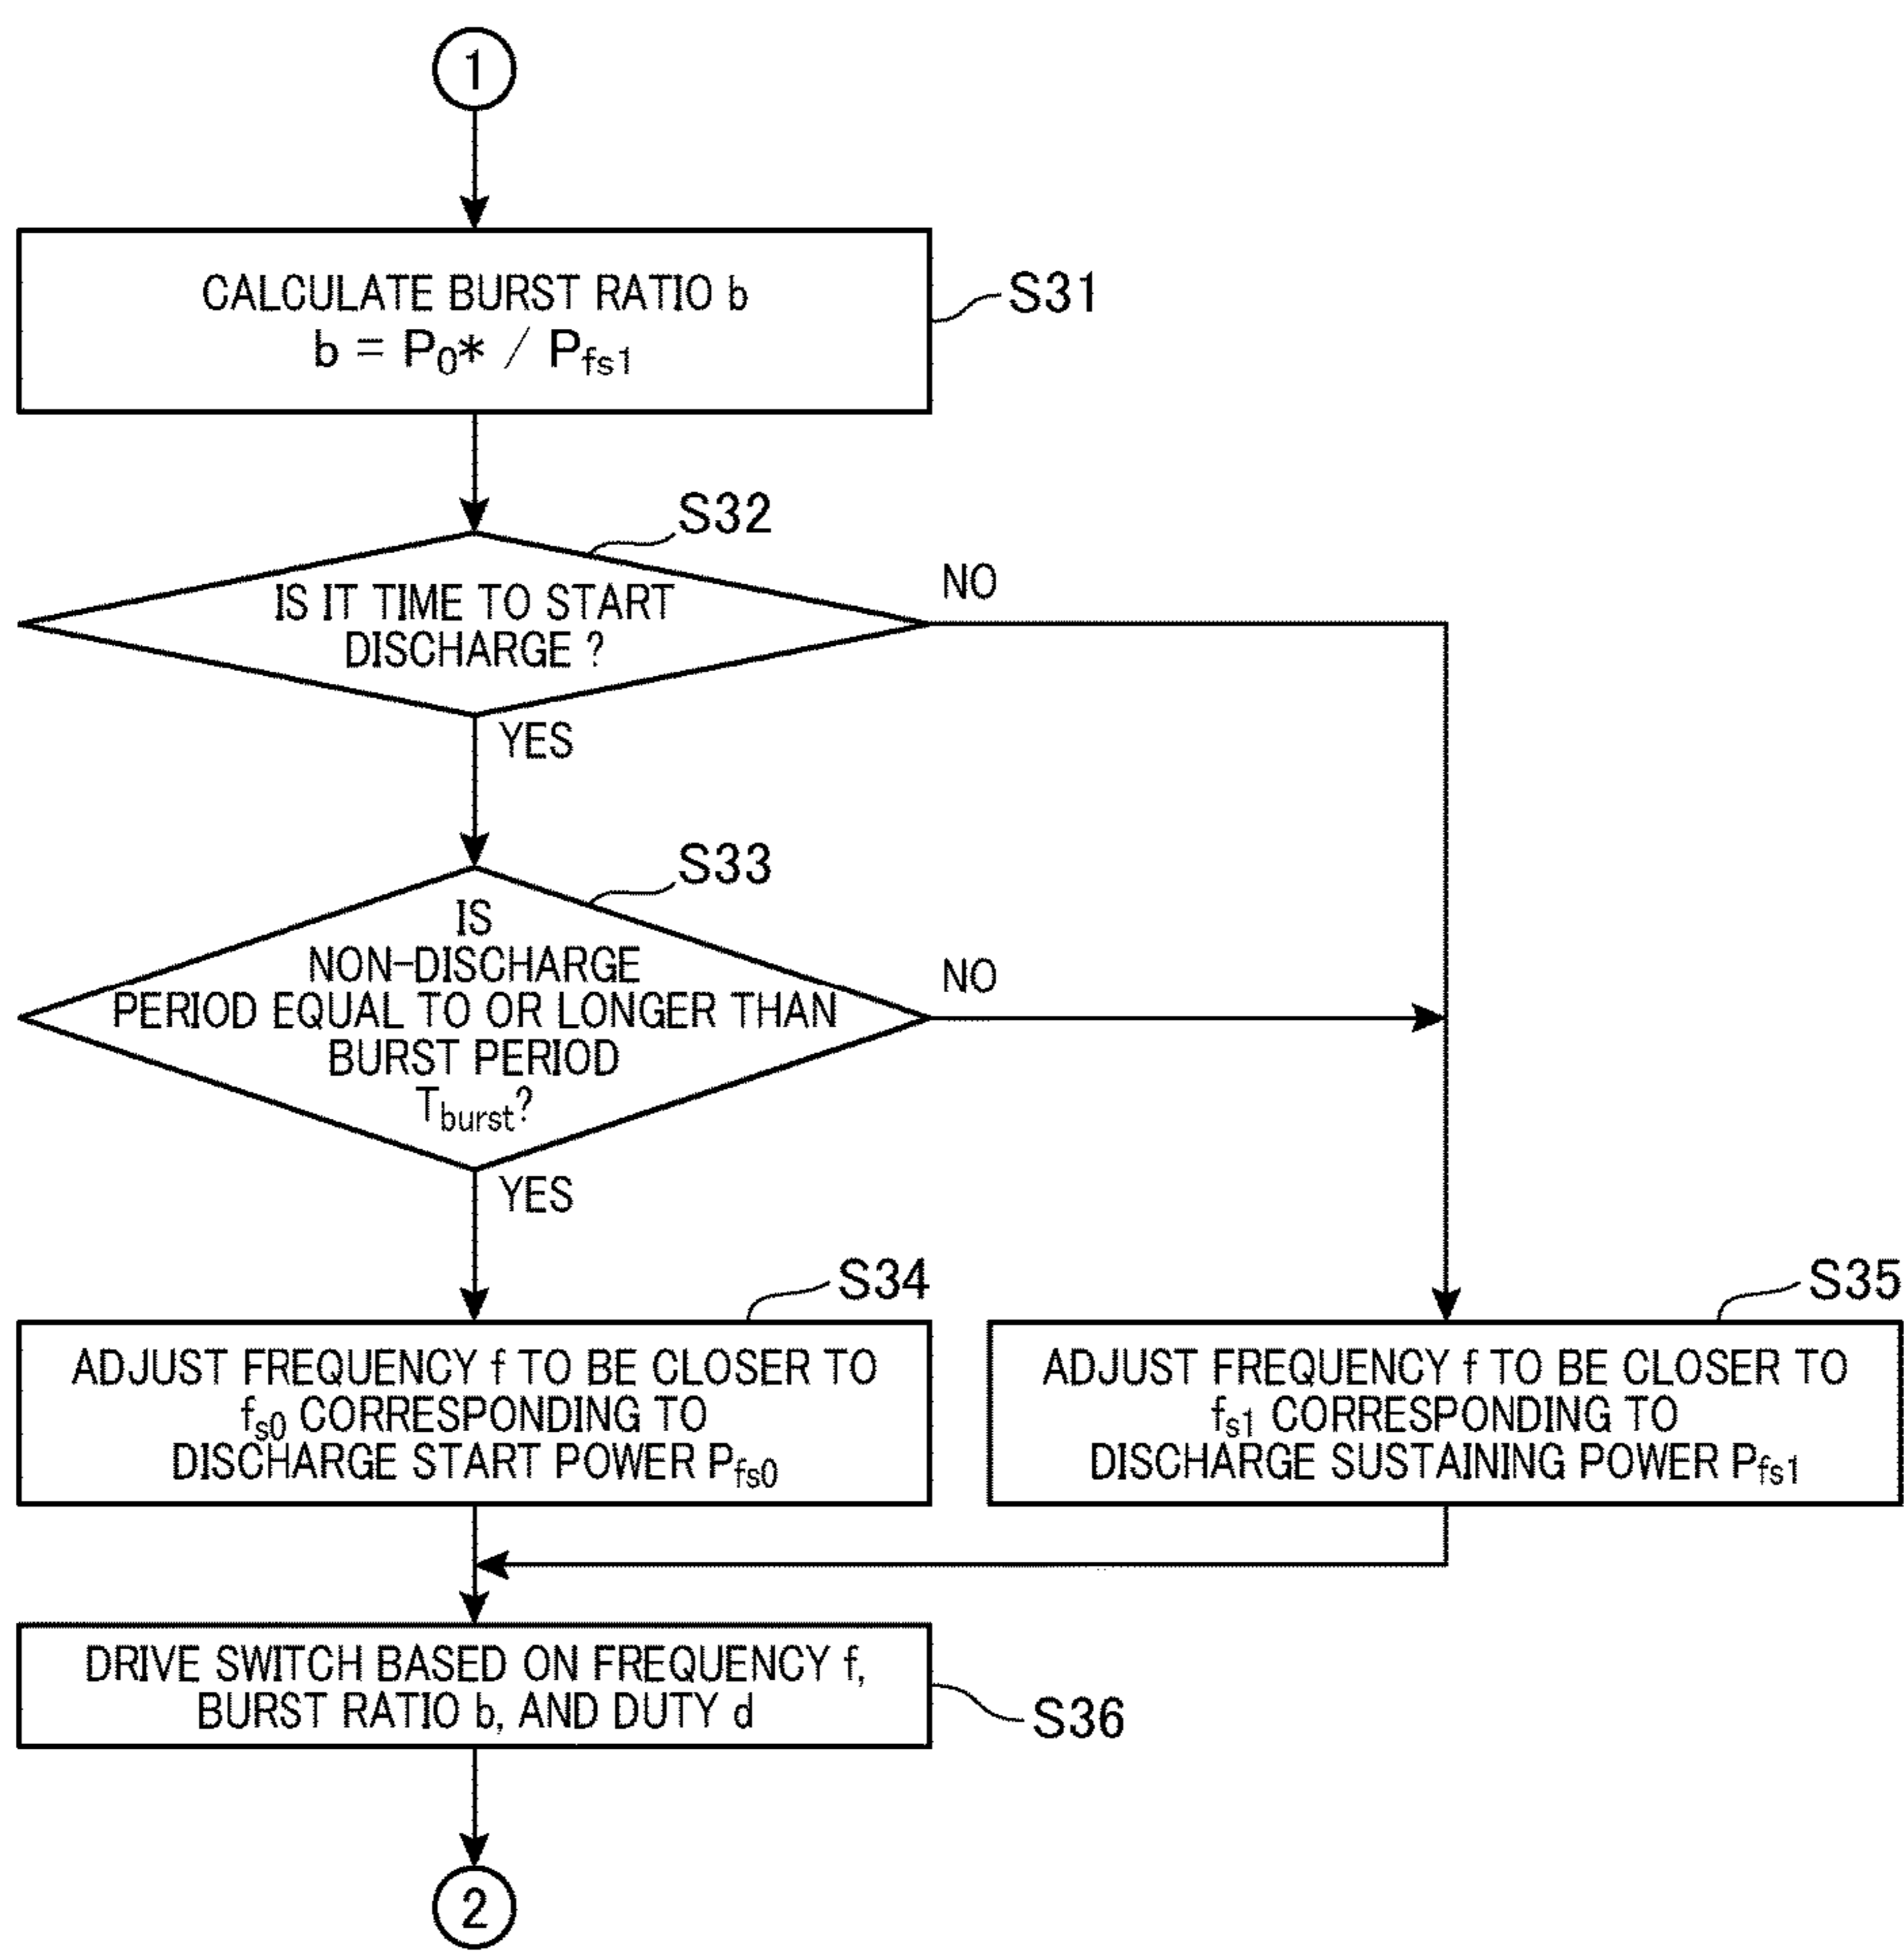 1
CALCULATE BURST RATIO b
b = P0* / Pfs1
S31
S32
IS IT TIME TO START
DISCHARGE ?
NO
YES
S33
IS
NON-DISCHARGE
PERIOD EQUAL TO OR LONGER THAN
BURST PERIOD
Tburst?
NO
YES
S34
ADJUST FREQUENCY f TO BE CLOSER TO
fs0 CORRESPONDING TO
DISCHARGE START POWER Pfs0
S35
ADJUST FREQUENCY f TO BE CLOSER TO
fs1 CORRESPONDING TO
DISCHARGE SUSTAINING POWER Pfs1
DRIVE SWITCH BASED ON FREQUENCY f,
BURST RATIO b, AND DUTY d
S36
2